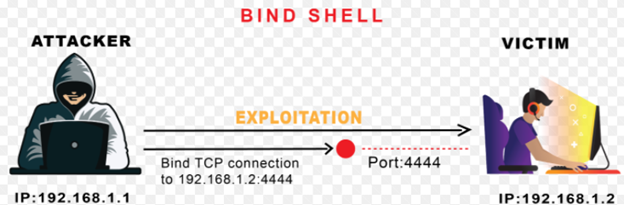 BIND SHELL
ATTACKER
VICTIM
EXPLOITATION
Bind TCP connection
to 192.168.1.2:4444
Port:4444
IP:192.168.1.1
IP:192.168.1.2